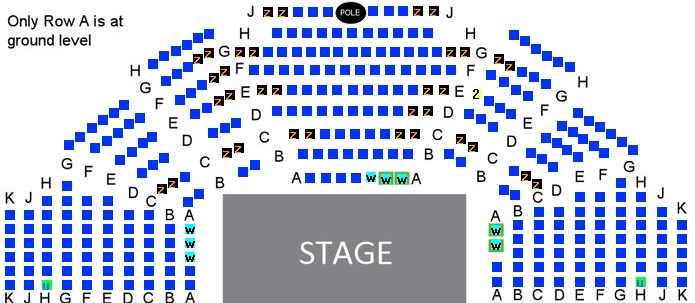 Only Row A is at
ground level
J z z POLE z z J
H H
G z z z z G
H z z F F z z H
G z z E z z z z E 2 G
F z z D z z D F
E C z z z z C E
D B B z z D
G C z z A w w w A C G
F E D C z z B B z z C D E F
K J H A A H J K
B w w B
w w
w
u u
STAGE
K J H G F E D C B A A B C D E F G H J K